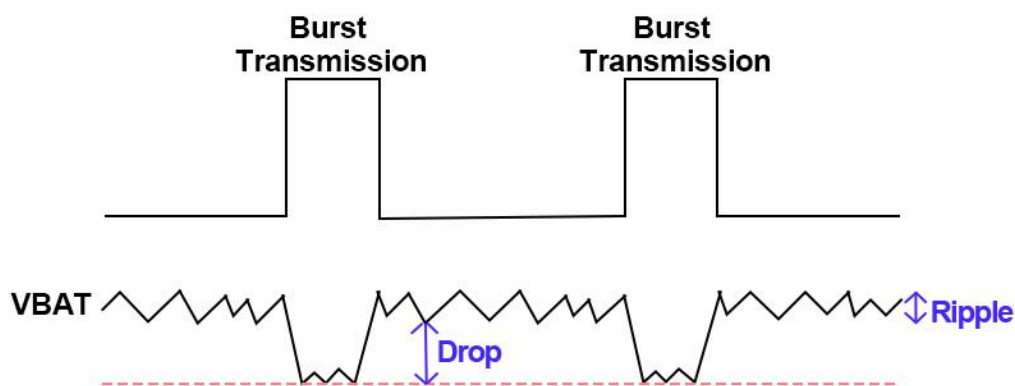 Burst
Transmission
Burst
Transmission
VBAT
Ripple
Drop